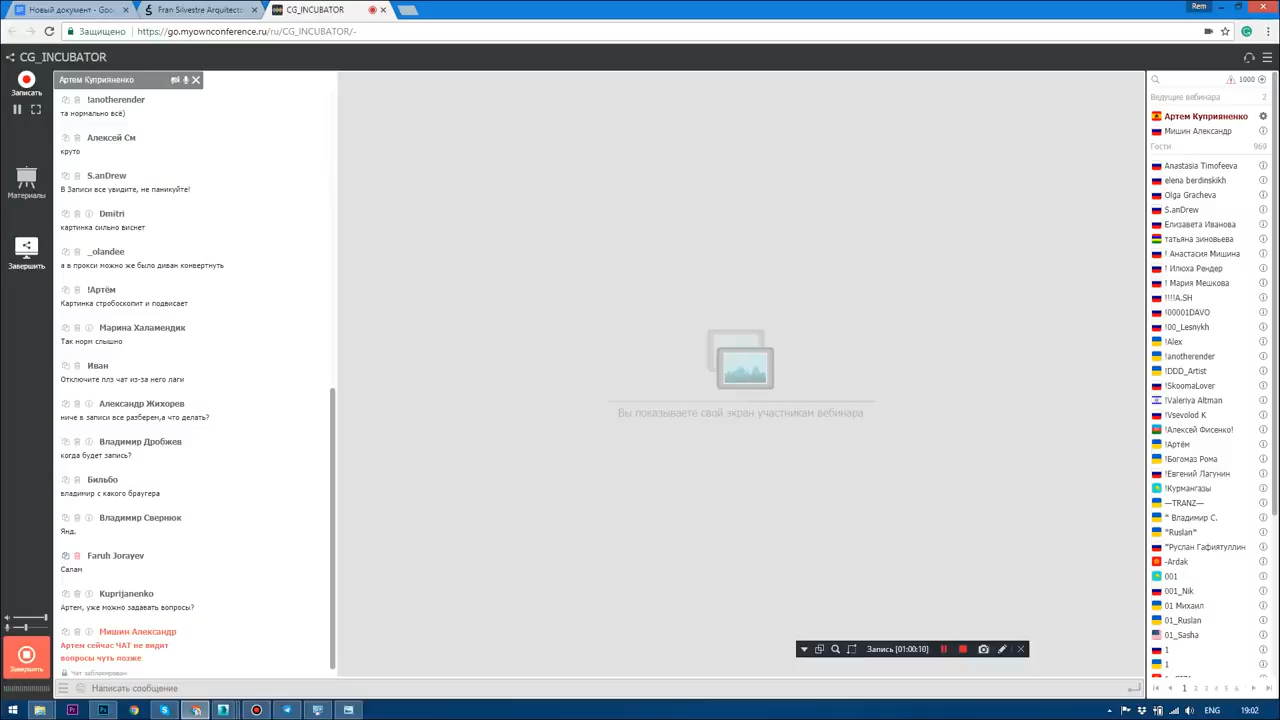 Новый документ - Goo
Fran Silvestre Arquitecto
CG_INCUBATOR
Rem
Защищено
https://go.myownconference.ru/ru/CG_INCUBATOR/-
CG_INCUBATOR
Записать
Материалы
Завершить
Завершить
Артем Куприяненко
!anotherender
та нормально всё)
Алексей См
круто
S.anDrew
В Записи все увидите, не паникуйте!
Dmitri
картинка сильно виснет
_olandee
а в прокси можно же было диван конвертнуть
!Артём
Картинка стробоскопит и подвисает
Марина Халамендик
Так норм слышно
Иван
Отключите плз чат из-за него лаги
Александр Жихорев
ниче в записи все разберем,а что делать?
Владимир Дробжев
когда будет запись?
Бильбо
владимир с какого браугера
Владимир Свернюк
Янд.
Faruh Jorayev
Салам
Kuprijanenko
Артем, уже можно задавать вопросы?
Мишин Александр
Артем сейчас ЧАТ не видит
вопросы чуть позже
Чат заблокирован
Написать сообщение
Вы показываете свой экран участникам вебинара
Запись [01:00:10]
1000
Ведущие вебинара 2
Артем Куприяненко
Мишин Александр
Гости 969
Anastasia Timofeeva
elena berdinskikh
Olga Gracheva
S.anDrew
Елизавета Иванова
татьяна зиновьева
! Анастасия Мишина
! Илюха Рендер
! Мария Мешкова
!!!!A.SH
!00001DAVO
!00_Lesnykh
!Alex
!anotherender
!DDD_Artist
!SkoomaLover
!Valeriya Altman
!Vsevolod K
!Алексей Фисенко!
!Артём
!Богомаз Рома
!Евгений Лагунин
!Курмангазы
—TRANZ—
* Владимир С.
*Ruslan*
*Руслан Гафиятуллин
-Ardak
001
001_Nik
01 Михаил
01_Ruslan
01_Sasha
1
1
1 2 3 4 5 6
ENG
19:02